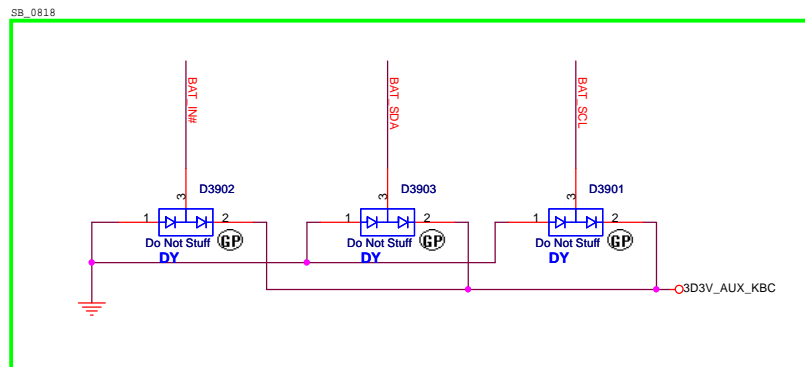 SB_0818
BAT_IN#
BAT_SDA
BAT_SCL
3
D3902
3
D3903
3
D3901
1
2
1
2
1
2
Do Not Stuff
GP
Do Not Stuff
GP
Do Not Stuff
GP
DY
DY
DY
3D3V_AUX_KBC